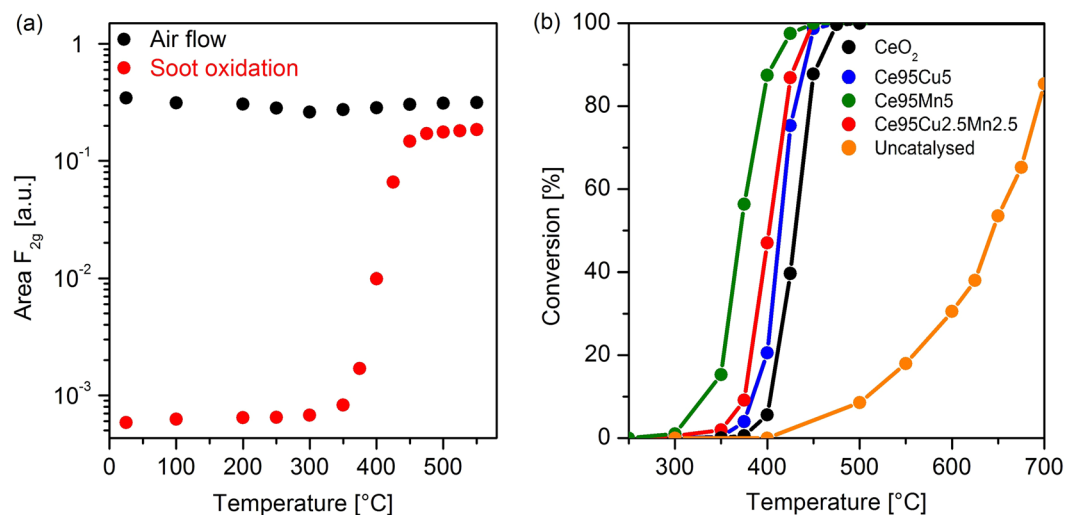 (a)
Air flow
Soot oxidation
1
10⁻¹
10⁻²
10⁻³
Area F₂g [a.u.]
0 100 200 300 400 500
Temperature [°C]
(b)
CeO₂
Ce95Cu5
Ce95Mn5
Ce95Cu2.5Mn2.5
Uncatalysed
100
80
60
40
20
0
Conversion [%]
300 400 500 600 700
Temperature [°C]